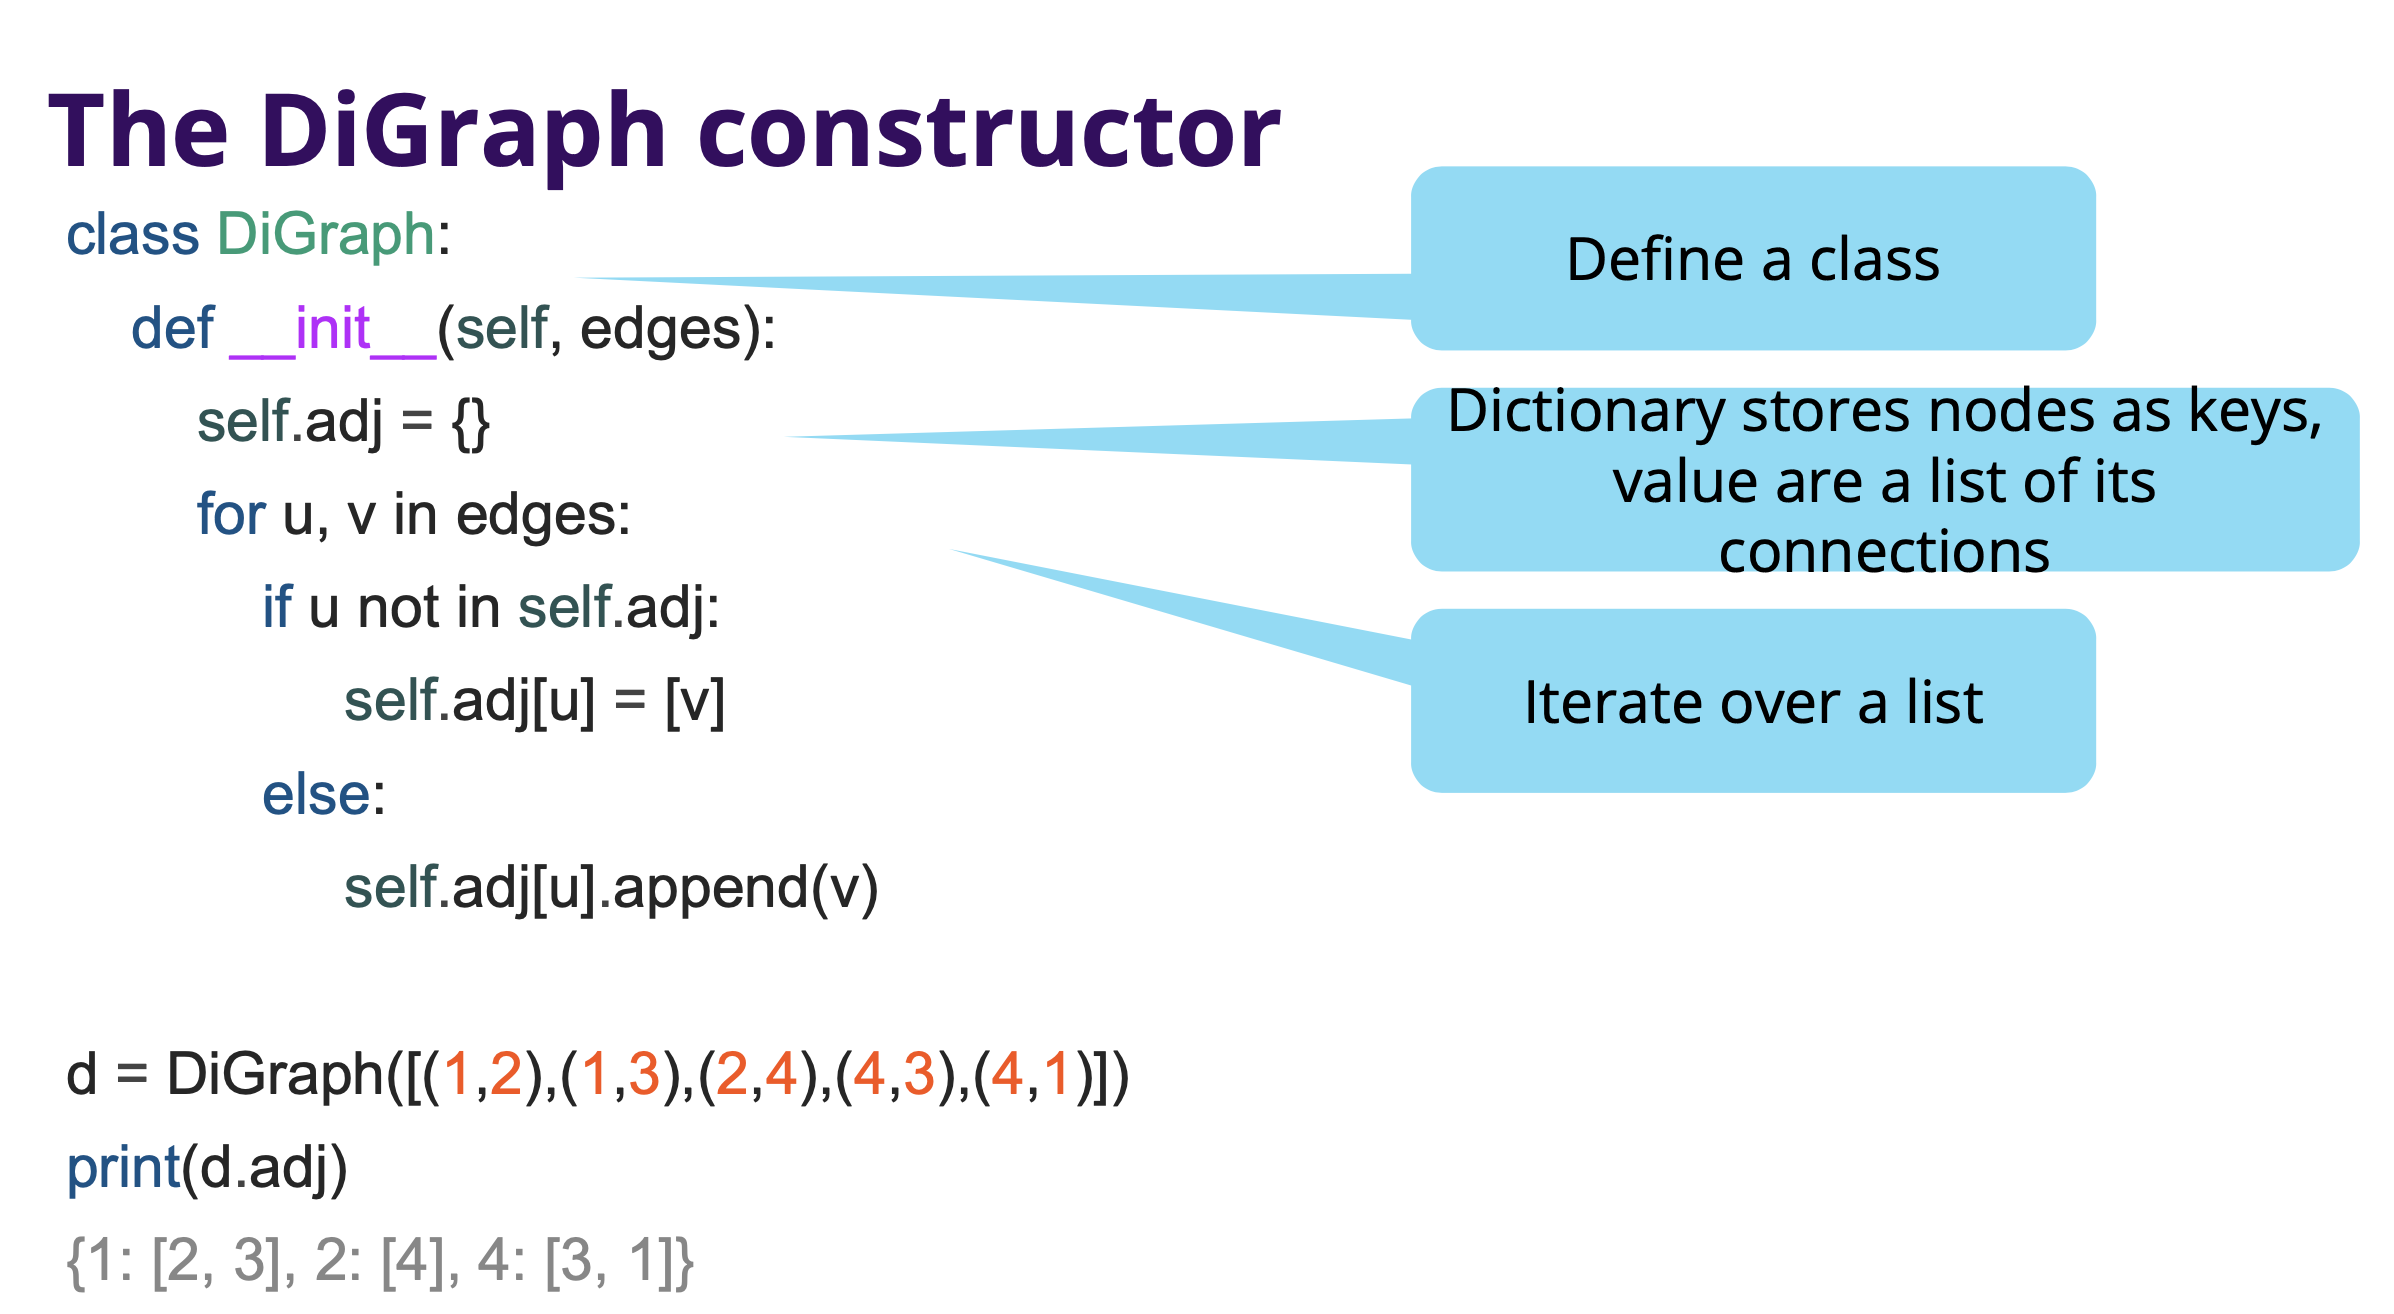 The DiGraph constructor
class DiGraph:
def __init__(self, edges):
self.adj = {}
for u, v in edges:
if u not in self.adj:
self.adj[u] = [v]
else:
self.adj[u].append(v)
d = DiGraph([(1,2),(1,3),(2,4),(4,3),(4,1)])
print(d.adj)
{1: [2, 3], 2: [4], 4: [3, 1]}
Define a class
Dictionary stores nodes as keys,
value are a list of its
connections
Iterate over a list